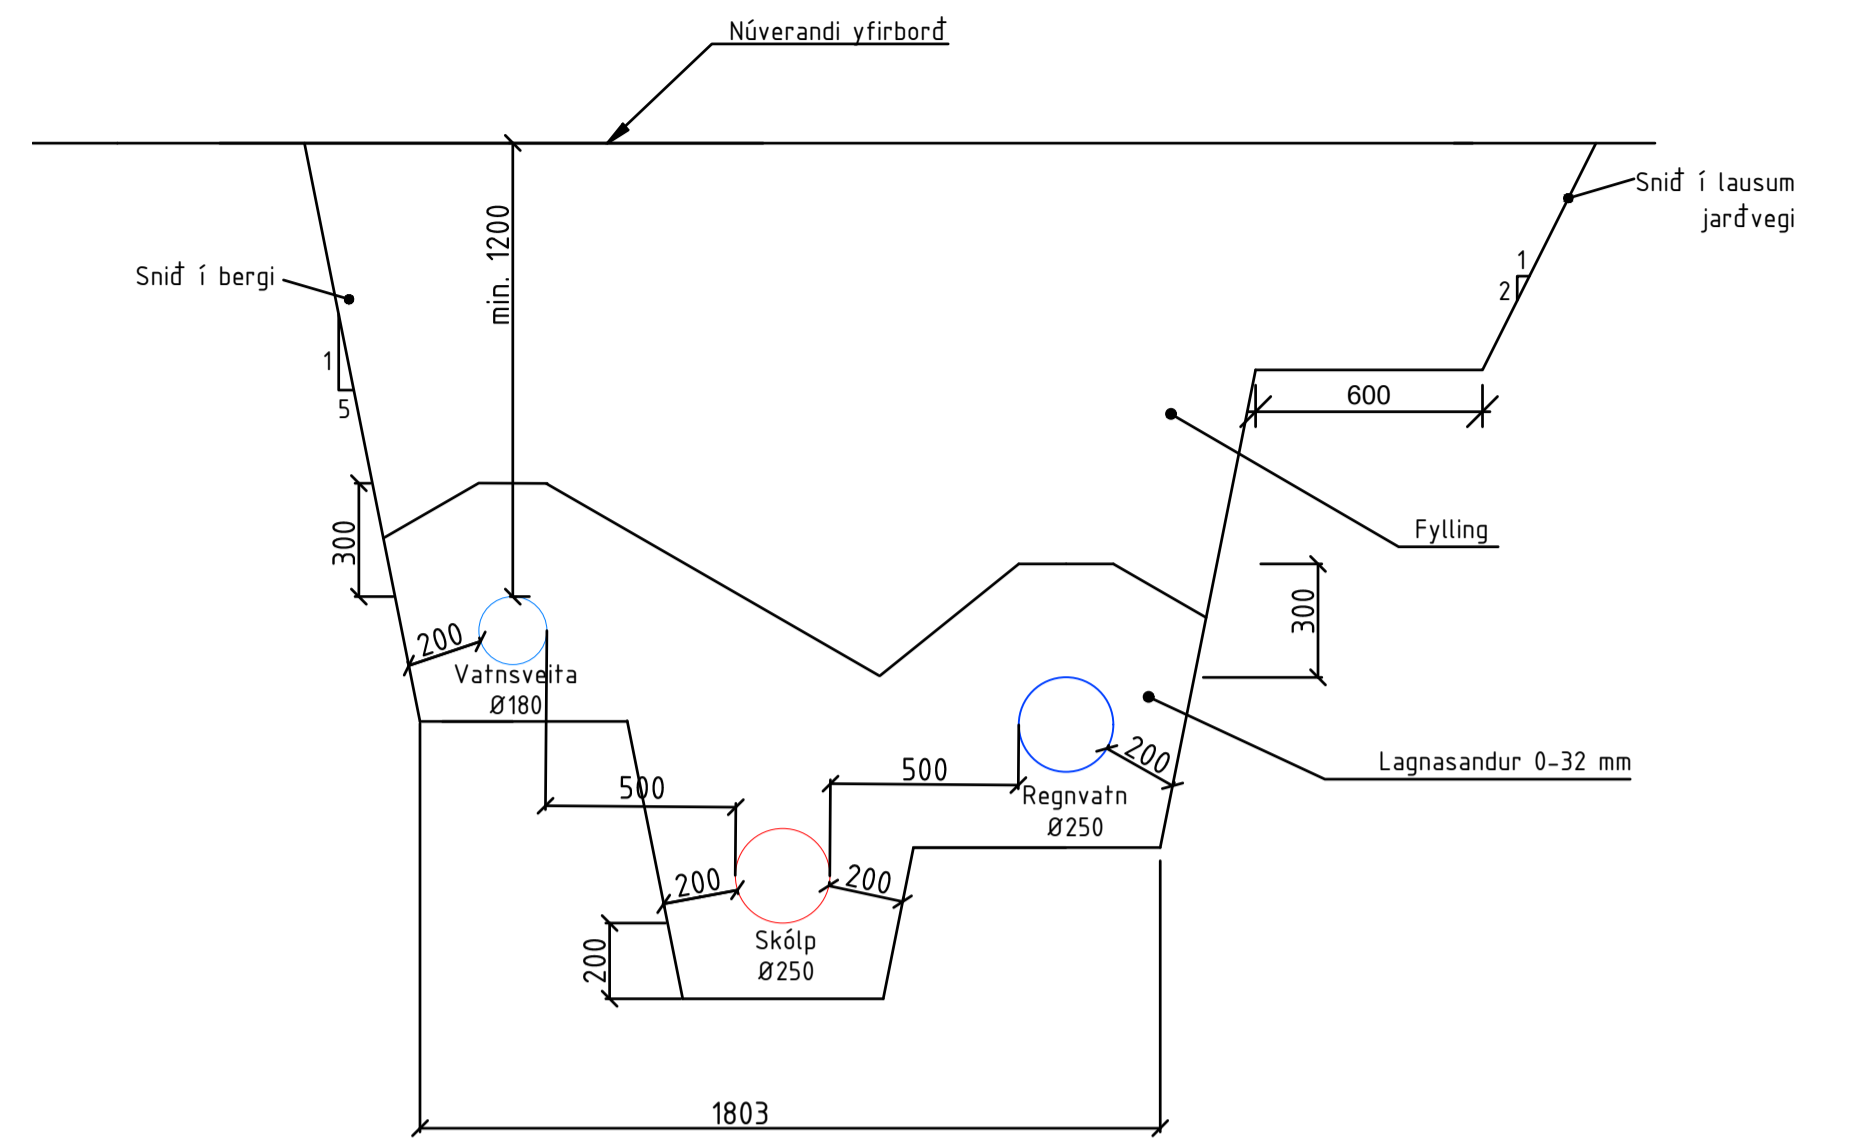 Núverandi yfirborð
Snið í lausum
jarðvegi
min. 1200
Snið í bergi
1
2
1
5
600
300
Fylling
300
200
Vatnsveita
Ø180
200
Lagnasandur 0-32 mm
500
500
Regnvatn
Ø250
200
200
Skólp
Ø250
200
1803